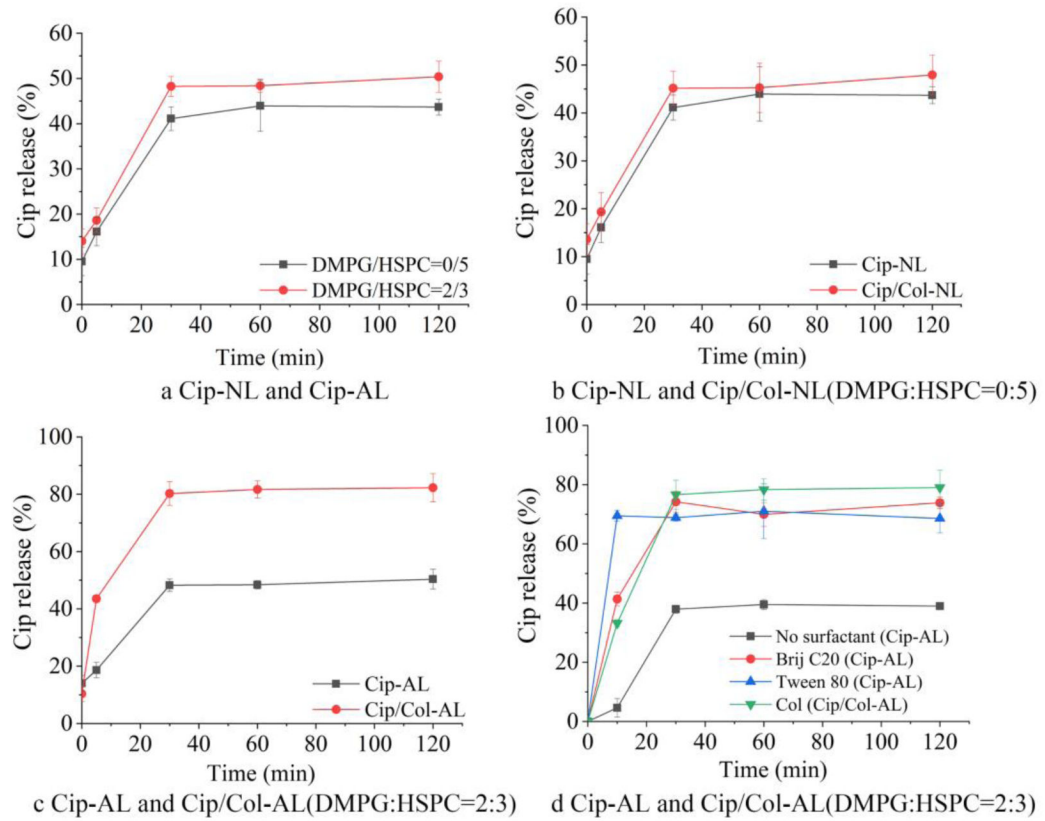 60
50
40
30
20
10
0
Cip release (%)
DMPG/HSPC=0/5
DMPG/HSPC=2/3
0 20 40 60 80 100 120
Time (min)
a Cip-NL and Cip-AL
60
50
40
30
20
10
0
Cip release (%)
Cip-NL
Cip/Col-NL
0 20 40 60 80 100 120
Time (min)
b Cip-NL and Cip/Col-NL(DMPG:HSPC=0:5)
100
80
60
40
20
0
Cip release (%)
Cip-AL
Cip/Col-AL
0 20 40 60 80 100 120
Time (min)
c Cip-AL and Cip/Col-AL(DMPG:HSPC=2:3)
100
80
60
40
20
0
Cip release (%)
No surfactant (Cip-AL)
Brij C20 (Cip-AL)
Tween 80 (Cip-AL)
Col (Cip/Col-AL)
0 20 40 60 80 100 120
Time (min)
d Cip-AL and Cip/Col-AL(DMPG:HSPC=2:3)